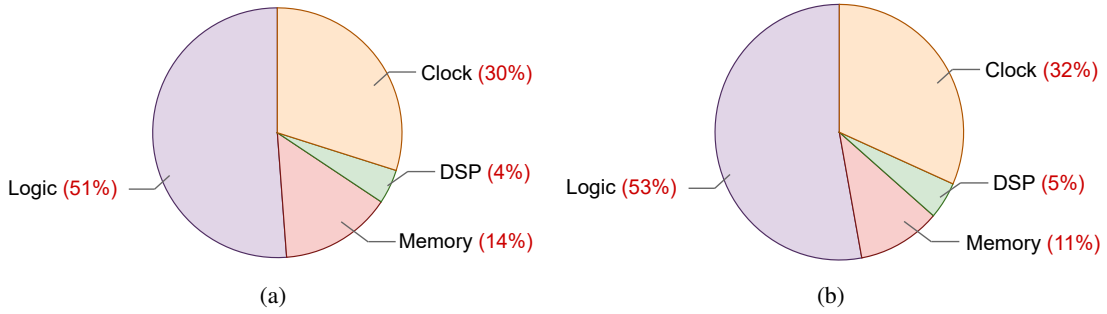 Clock (30%)
DSP (4%)
Logic (51%)
Memory (14%)
(a)
Clock (32%)
DSP (5%)
Logic (53%)
Memory (11%)
(b)